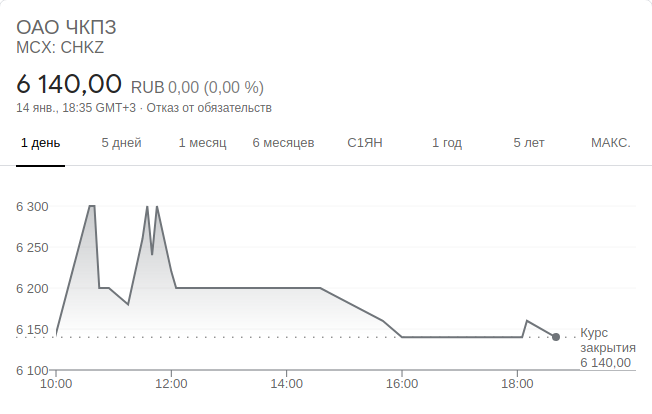 ОАО ЧКПЗ
MCX: CHKZ
6 140,00 RUB 0,00 (0,00 %)
14 янв., 18:35 GMT+3 · Отказ от обязательств
1 день 5 дней 1 месяц 6 месяцев С1ЯН 1 год 5 лет МАКС.
6 300
6 250
6 200
6 150
6 100
Курс
закрытия
6 140,00
10:00 12:00 14:00 16:00 18:00